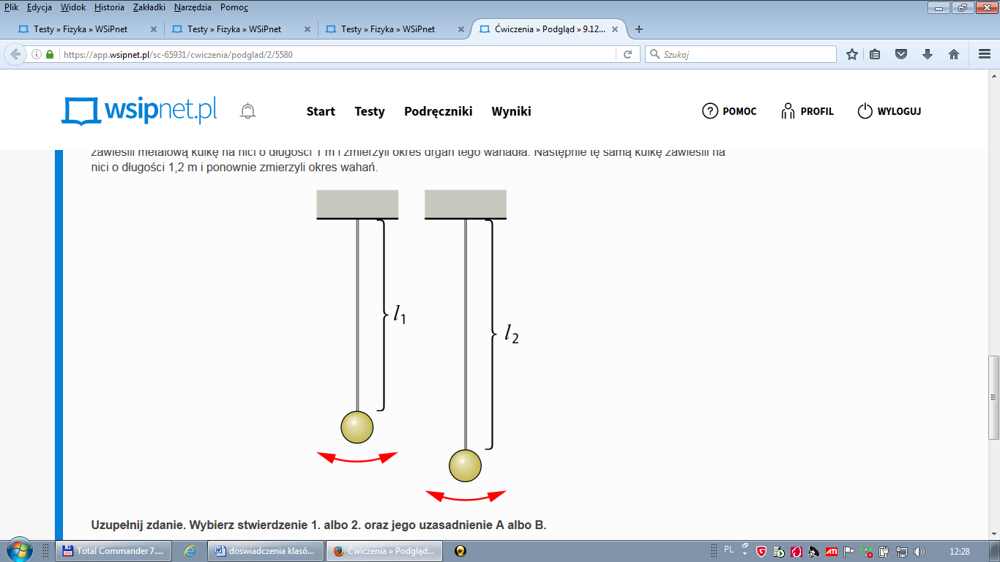 Plik Edycja Widok Historia Zakładki Narzędzia Pomoc
Testy » Fizyka » WSiPnet
Testy » Fizyka » WSiPnet
Testy » Fizyka » WSiPnet
Ćwiczenia » Podgląd » 9.12...
https://app.wsipnet.pl/sc-65931/cwiczenia/podglad/2/5580
Szukaj
wsipnet.pl
Start Testy Podręczniki Wyniki
POMOC PROFIL WYLOGUJ
zawiesili metalową kulkę na nici o długości 1 m i zmierzyli okres drgań tego wahadła. Następnie tę samą kulkę zawiesili na
nici o długości 1,2 m i ponownie zmierzyli okres wahań.
l1
l2
Uzupełnij zdanie. Wybierz stwierdzenie 1. albo 2. oraz jego uzasadnienie A albo B.
Total Commander 7....
doswiadczenia klasó...
Ćwiczenia » Podgląd...
PL
ATI
12:28